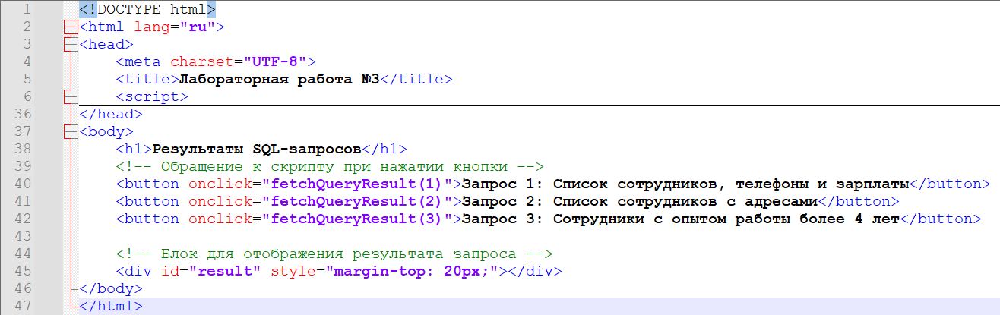 1 <!DOCTYPE html>
2 <html lang="ru">
3 <head>
4 <meta charset="UTF-8">
5 <title>Лабораторная работа №3</title>
6 <script>
36 </head>
37 <body>
38 <h1>Результаты SQL-запросов</h1>
39 <!-- Обращение к скрипту при нажатии кнопки -->
40 <button onclick="fetchQueryResult(1)">Запрос 1: Список сотрудников, телефоны и зарплаты</button>
41 <button onclick="fetchQueryResult(2)">Запрос 2: Список сотрудников с адресами</button>
42 <button onclick="fetchQueryResult(3)">Запрос 3: Сотрудники с опытом работы более 4 лет</button>
43
44 <!-- Блок для отображения результата запроса -->
45 <div id="result" style="margin-top: 20px;"></div>
46 </body>
47 </html>